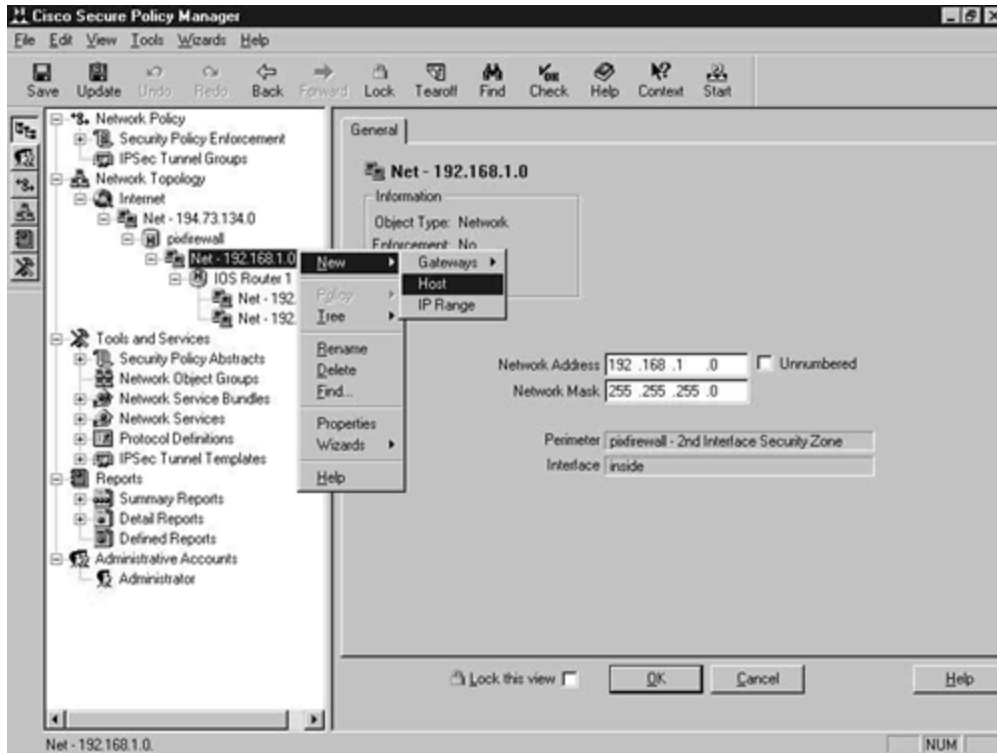 Cisco Secure Policy Manager
File Edit View Tools Wizards Help
Save Update Undo Redo Back Forward Lock Tearoff Find Check Help Context Start
Network Policy
Security Policy Enforcement
IPSec Tunnel Groups
Network Topology
Internet
Net - 194.73.134.0
pixfirewall
Net - 192.168.1.0
IOS Router 1
Net - 192.
Net - 192.
Tools and Services
Security Policy Abstracts
Network Object Groups
Network Service Bundles
Network Services
Protocol Definitions
IPSec Tunnel Templates
Reports
Summary Reports
Detail Reports
Defined Reports
Administrative Accounts
Administrator
New
Policy
Tree
Rename
Delete
Find...
Properties
Wizards
Help
Gateways
Host
IP Range
General
Net - 192.168.1.0
Information
Object Type: Network
Enforcement: No
Network Address 192 .168 .1 .0 Unnumbered
Network Mask 255 .255 .255 .0
Perimeter pixfirewall - 2nd Interface Security Zone
Interface inside
Lock this view OK Cancel Help
Net - 192.168.1.0. NUM